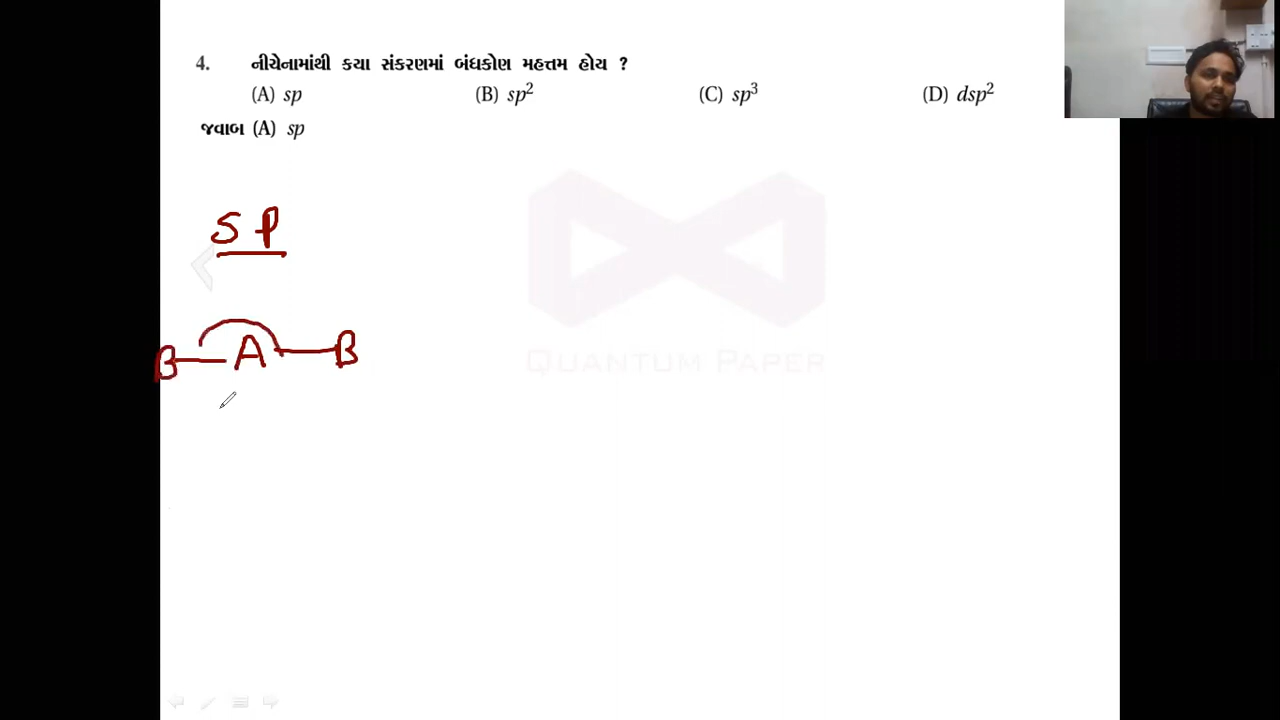 4. નીચેનામાંથી કયા સંકરણમાં બંધકોણ મહત્તમ હોય ?
(A) sp (B) sp² (C) sp³ (D) dsp²
જવાબ (A) sp
SP
B—A—B
QUANTUM PAPER